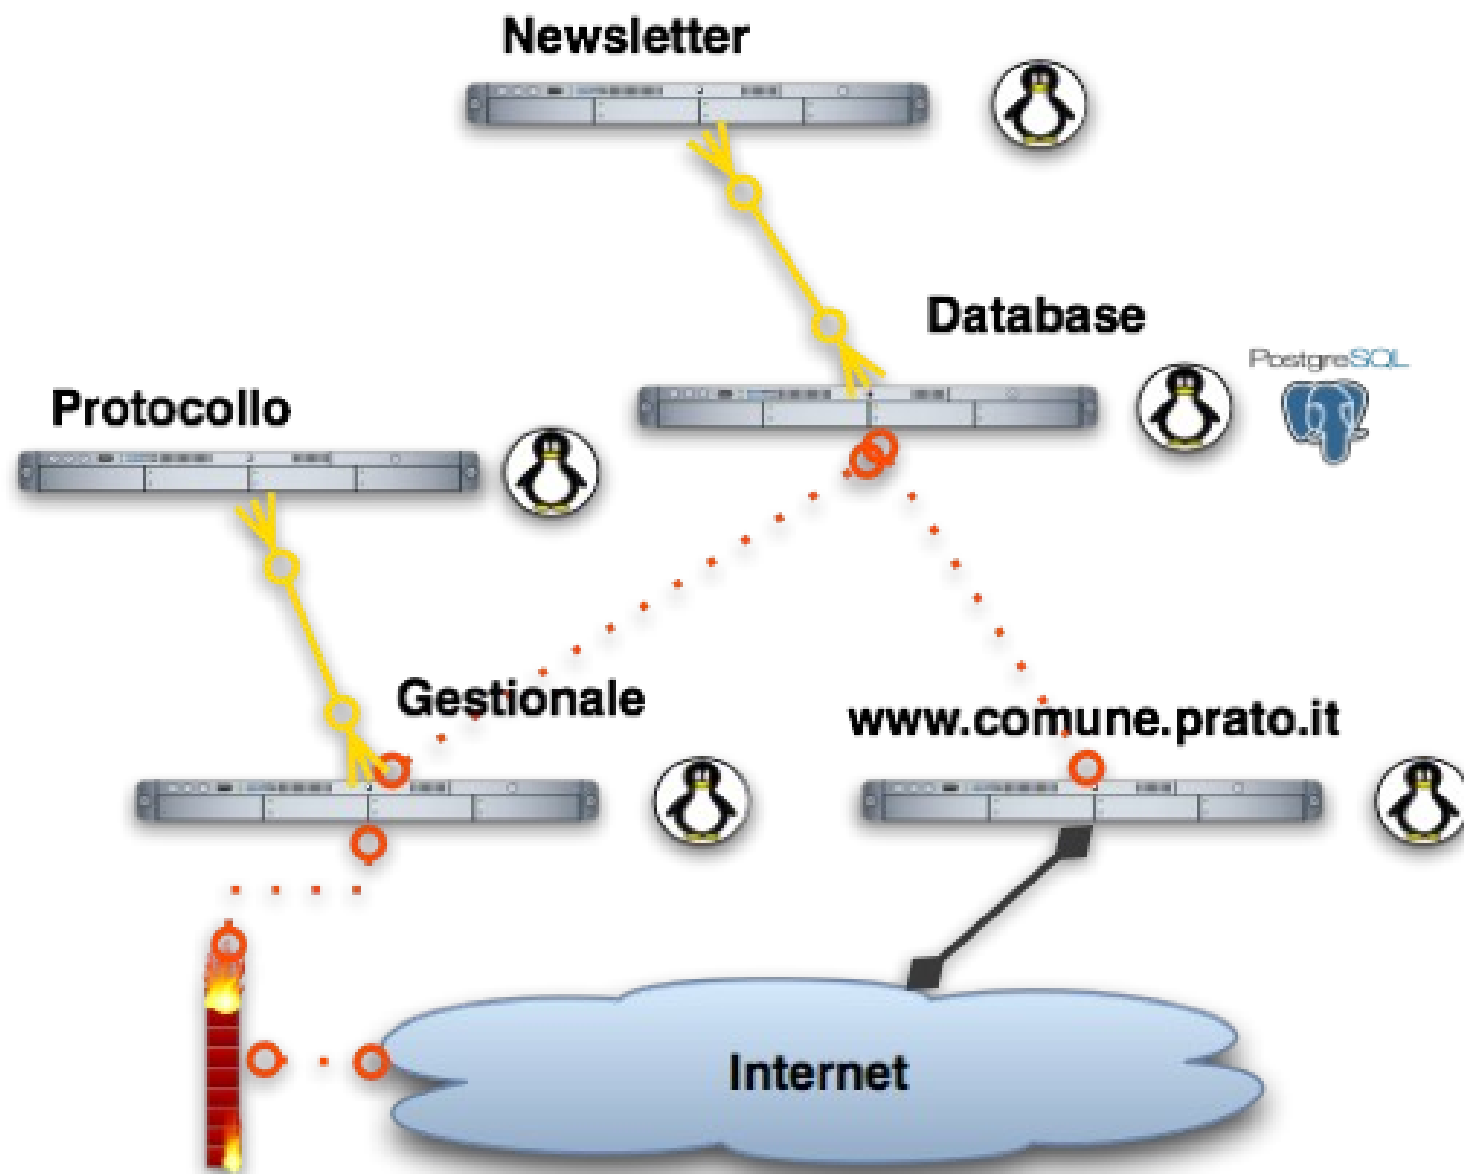 Newsletter
Database
PostgreSQL
Protocollo
Gestionale
www.comune.prato.it
Internet